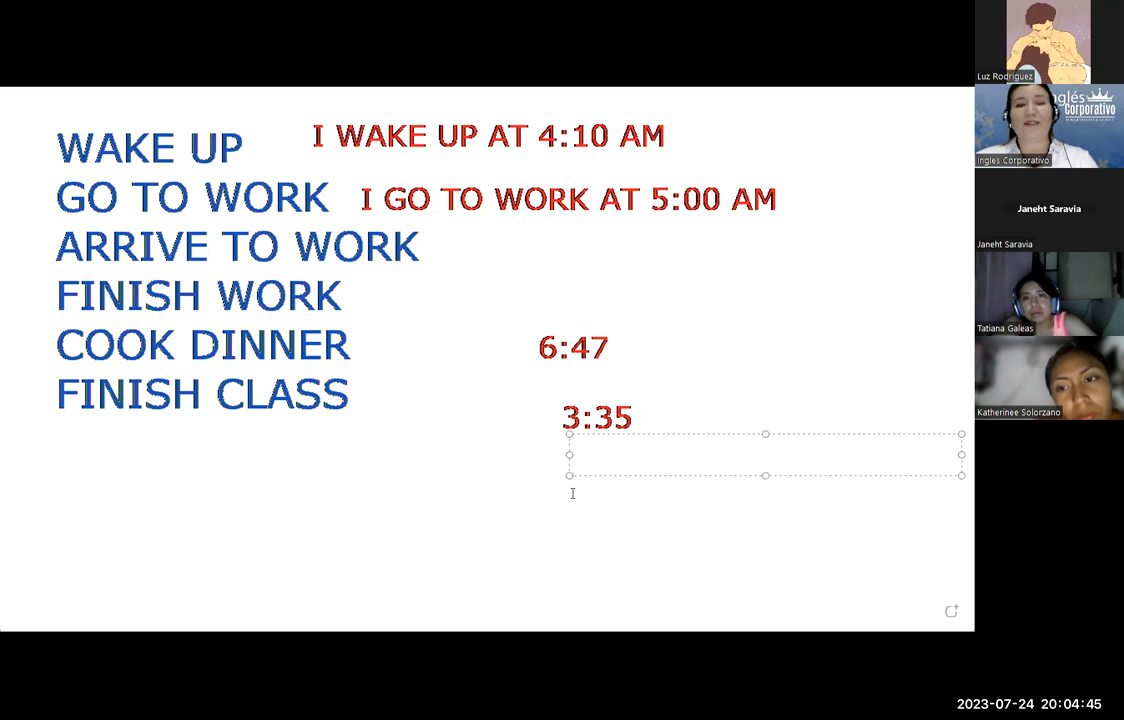 WAKE UP
I WAKE UP AT 4:10 AM
GO TO WORK
I GO TO WORK AT 5:00 AM
ARRIVE TO WORK
FINISH WORK
COOK DINNER
6:47
FINISH CLASS
3:35
Luz Rodriguez
Inglés
Corporativo
Ingles Corporativo
Janeht Saravia
Janeht Saravia
Tatiana Galeas
Katherinee Solorzano
2023-07-24 20:04:45